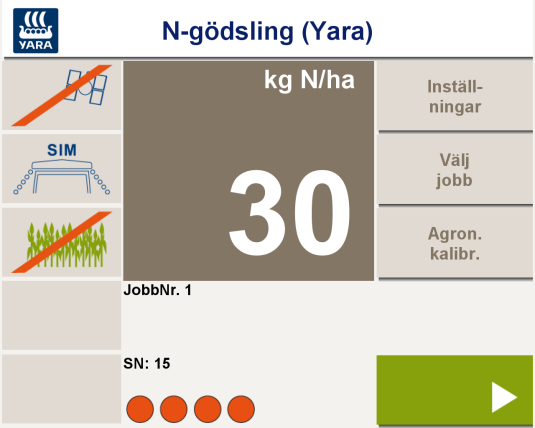 YARA
N-gödsling (Yara)
kg N/ha
30
SIM
Inställ-
ningar
Välj
jobb
Agron.
kalibr.
JobbNr. 1
SN: 15